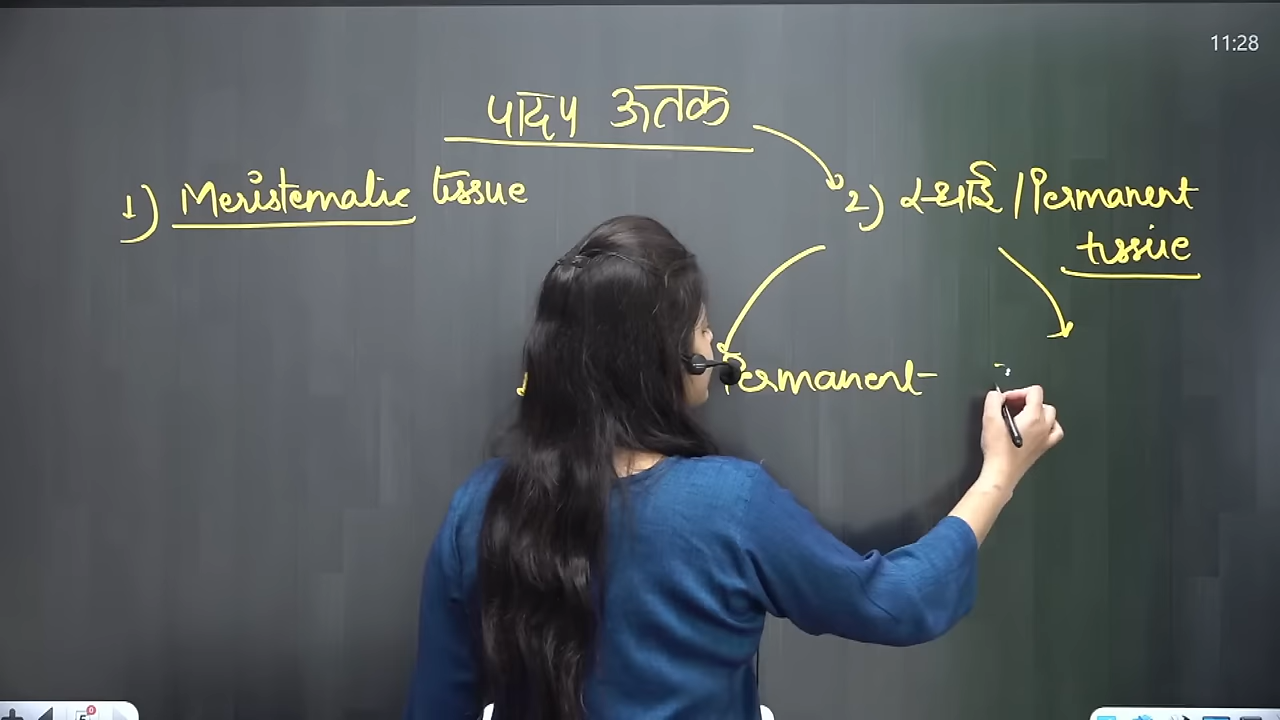 11:28
पादप ऊतक
1) Meristematic tissue
2) स्थाई / Permanent
tissue
Permanent